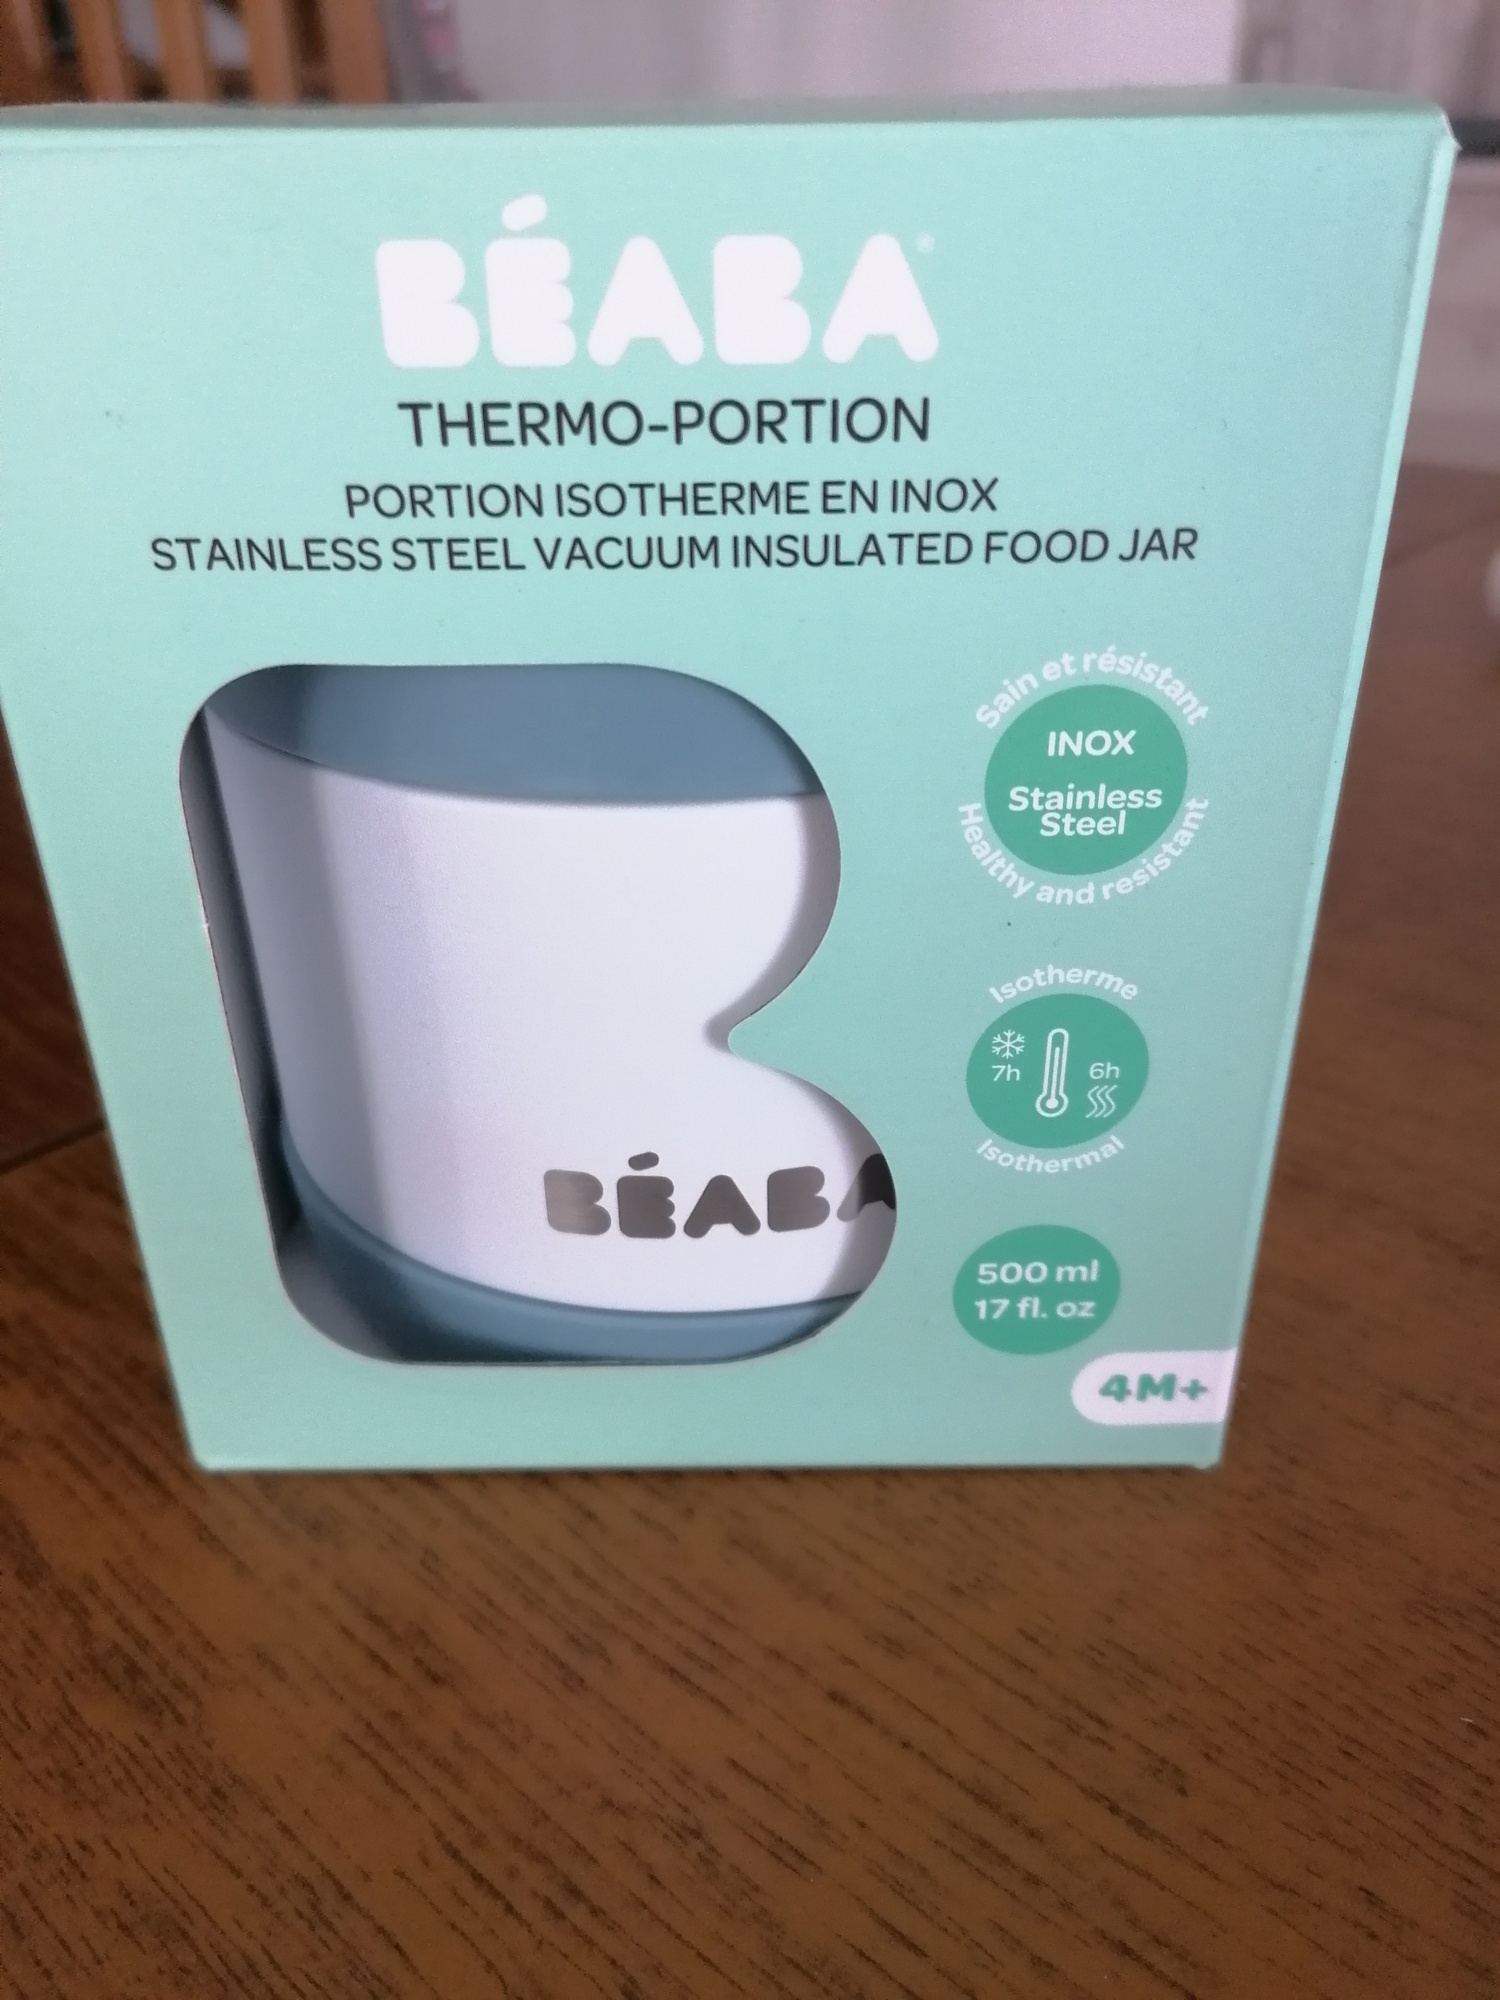 BÉABA®
THERMO-PORTION
PORTION ISOTHERME EN INOX
STAINLESS STEEL VACUUM INSULATED FOOD JAR
Sain et résistant
INOX
Stainless
Steel
Healthy and resistant
Isotherme
7h 6h
Isothermal
BÉABA
500 ml
17 fl. oz
4M+